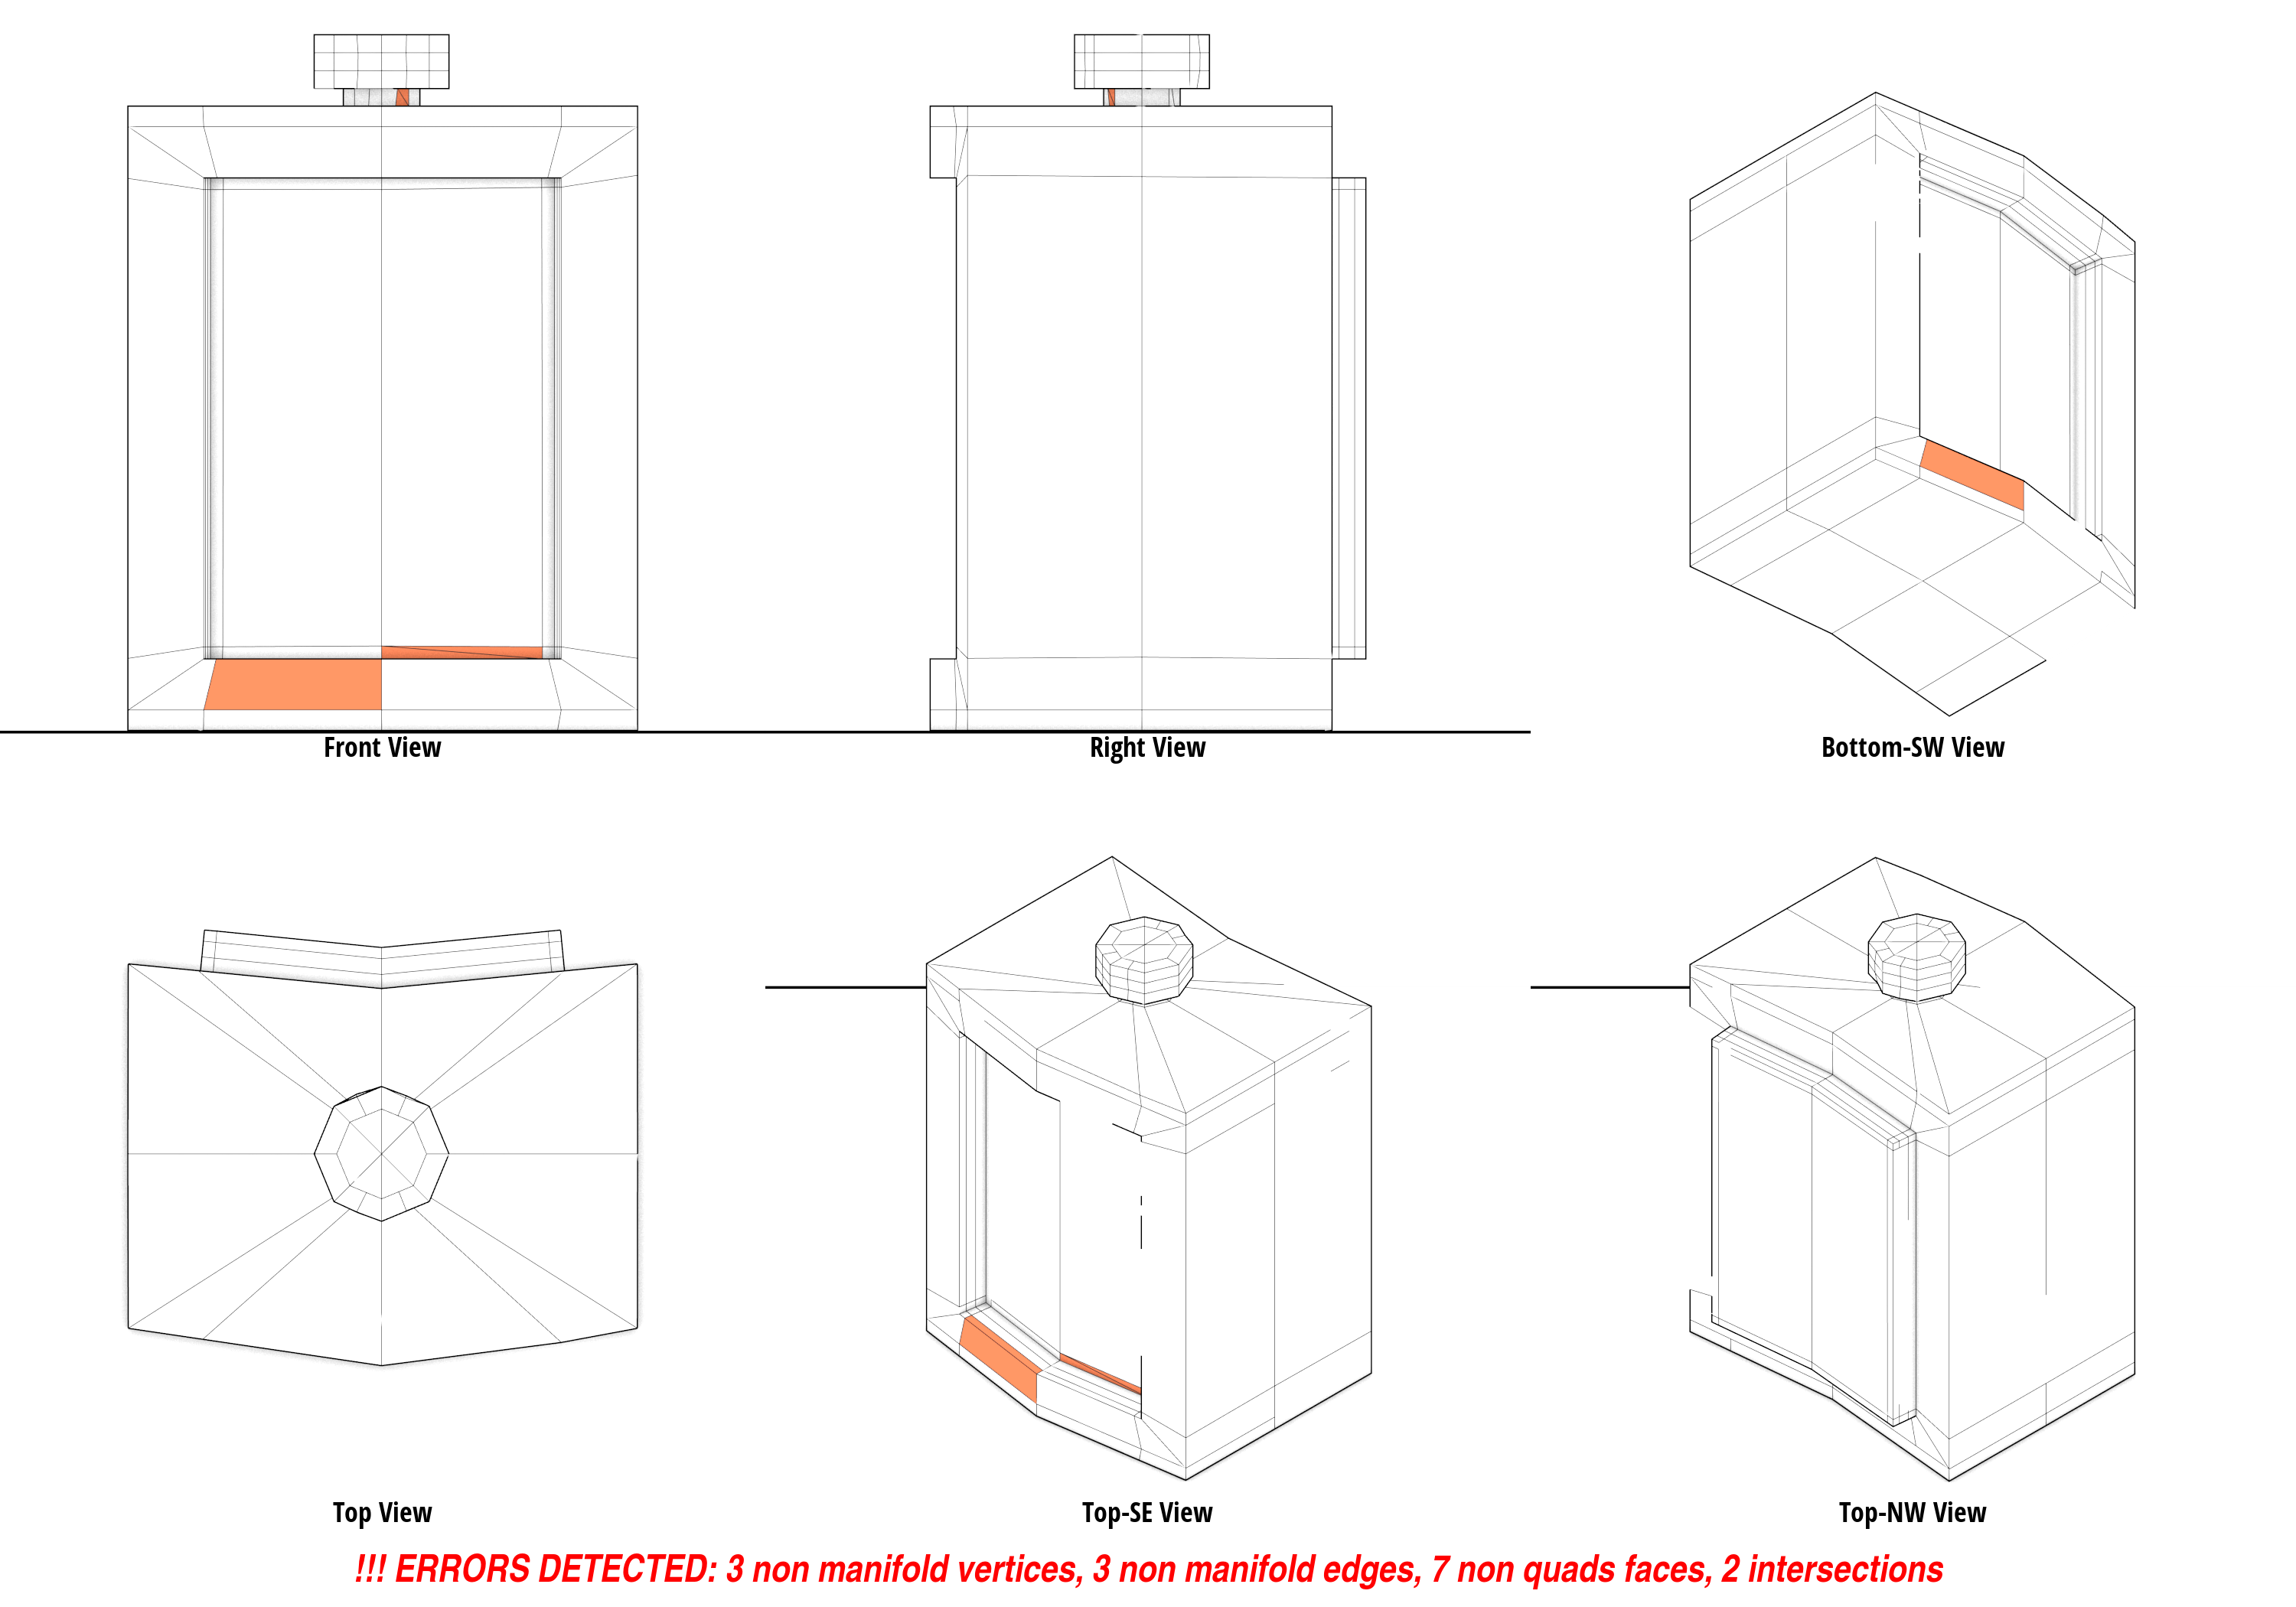 Front View
Right View
Bottom-SW View
Top View
Top-SE View
Top-NW View
!!! ERRORS DETECTED: 3 non manifold vertices, 3 non manifold edges, 7 non quads faces, 2 intersections